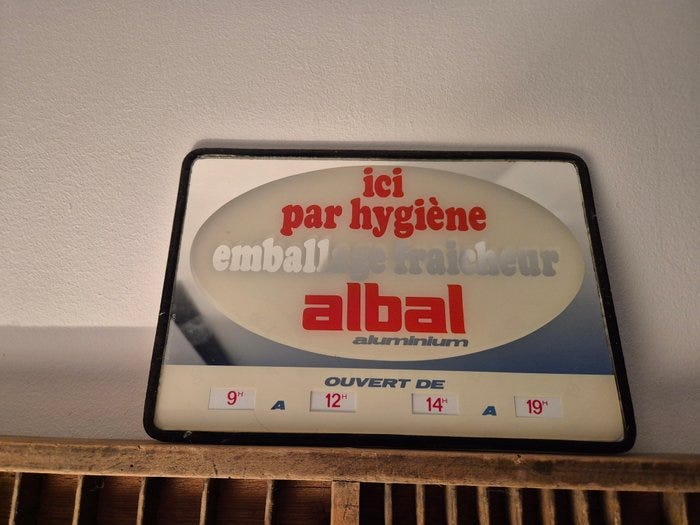 ici
par hygiène
emballage fraicheur
albal
aluminium
OUVERT DE
9H A 12H 14H A 19H